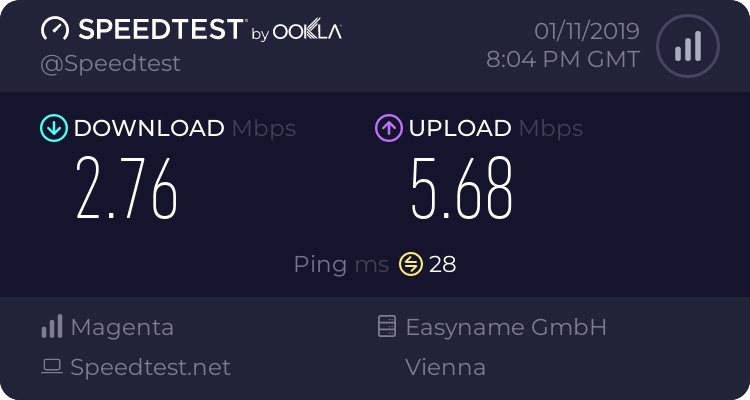 SPEEDTEST by OOKLA
@Speedtest
01/11/2019
8:04 PM GMT
DOWNLOAD Mbps
2.76
UPLOAD Mbps
5.68
Ping ms 28
Magenta
Speedtest.net
Easyname GmbH
Vienna